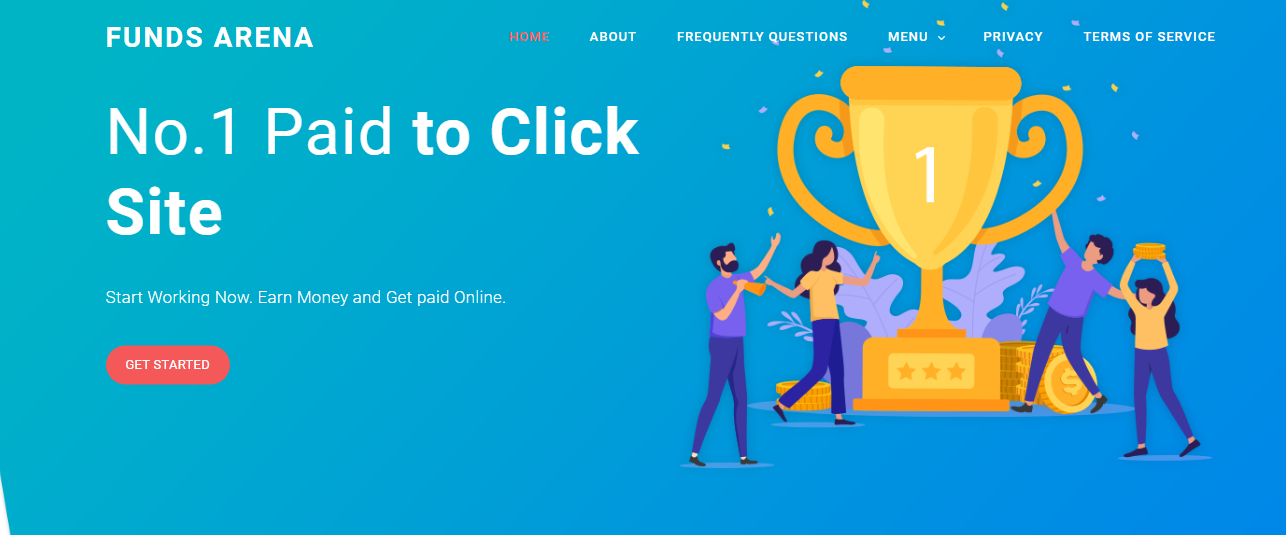 FUNDS ARENA
HOME ABOUT FREQUENTLY QUESTIONS MENU PRIVACY TERMS OF SERVICE
No.1 Paid to Click
Site
Start Working Now. Earn Money and Get paid Online.
GET STARTED
1
$